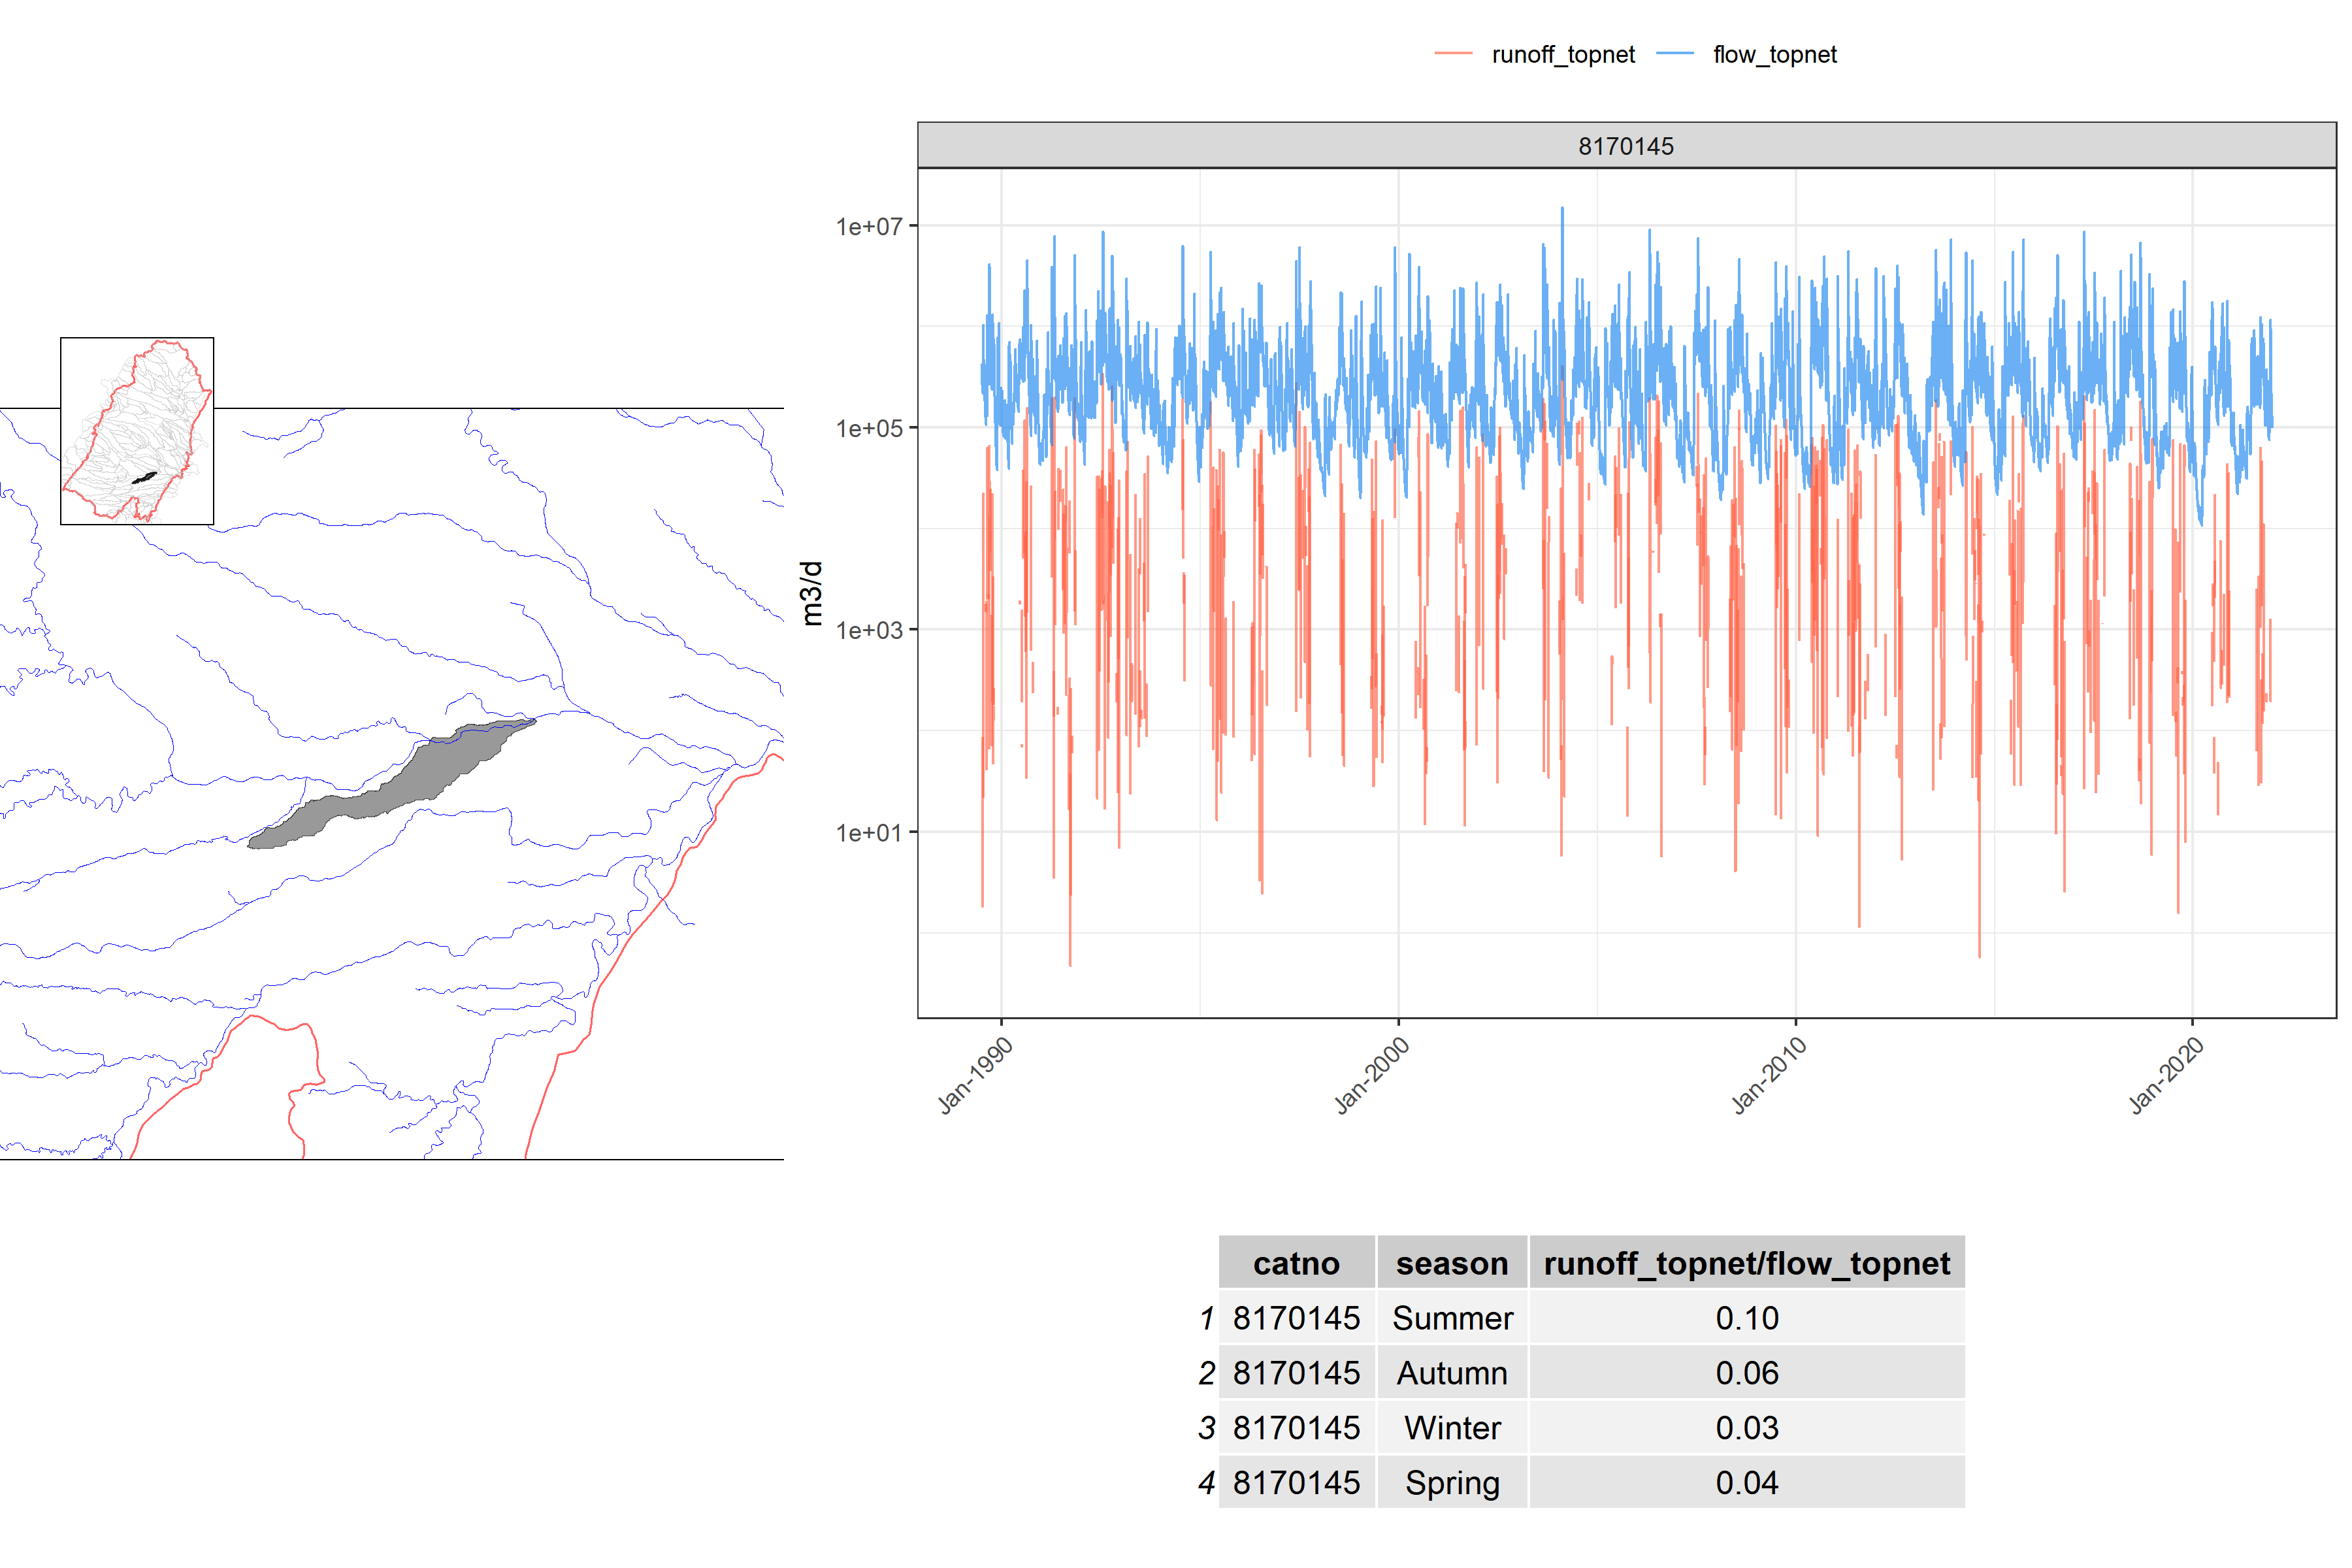 runoff_topnet flow_topnet
8170145
1e+07
1e+05
1e+03
1e+01
m3/d
Jan-1990 Jan-2000 Jan-2010 Jan-2020
catno season runoff_topnet/flow_topnet
1 8170145 Summer 0.10
2 8170145 Autumn 0.06
3 8170145 Winter 0.03
4 8170145 Spring 0.04